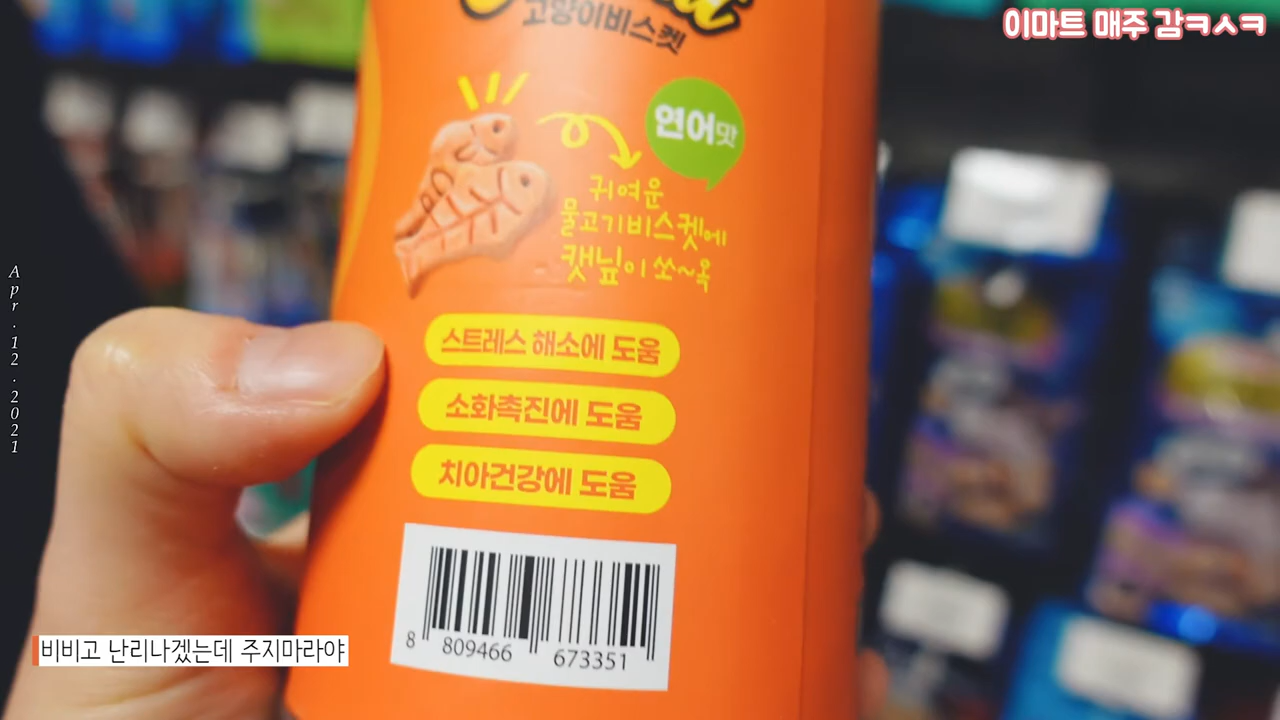 이마트 매주 감ㅋㅅㅋ
고양이비스켓
연어맛
귀여운
물고기비스켓에
캣닢이 쏘~옥
스트레스 해소에 도움
소화촉진에 도움
치아건강에 도움
8 809466 673351
Apr.12.2021
비비고 난리나겠는데 주지마라야